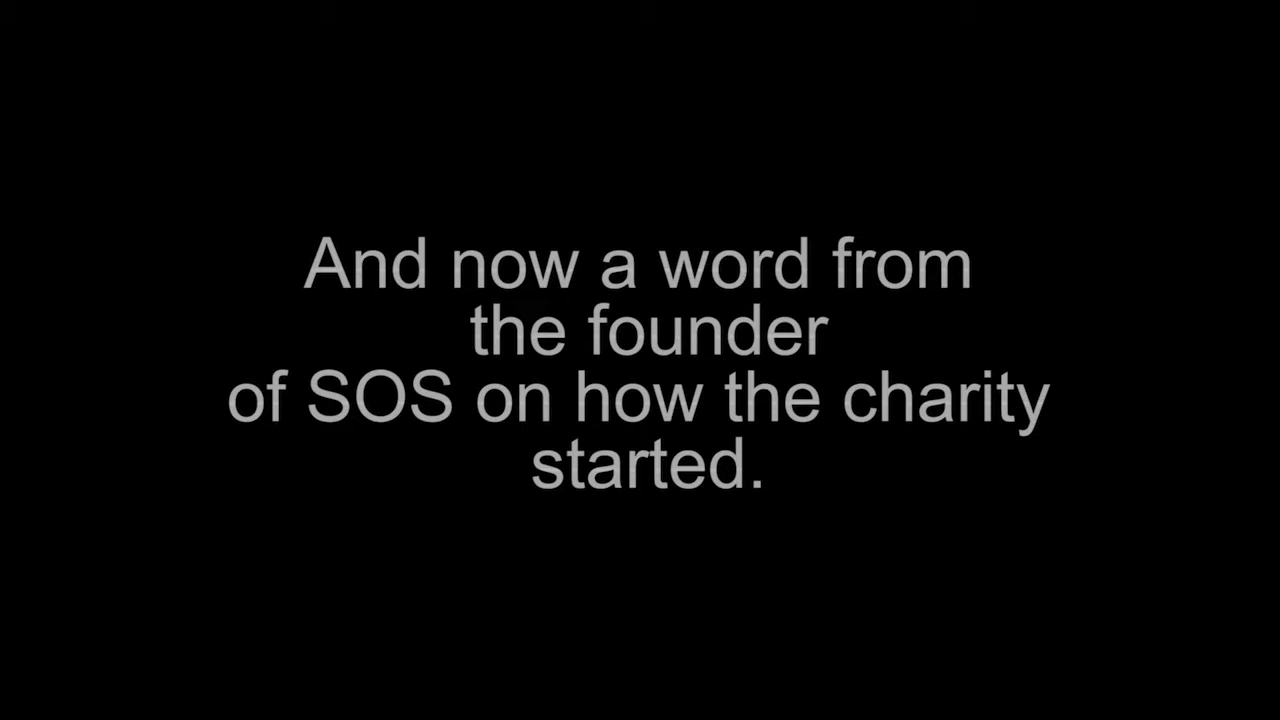 And now a word from
the founder
of SOS on how the charity
started.